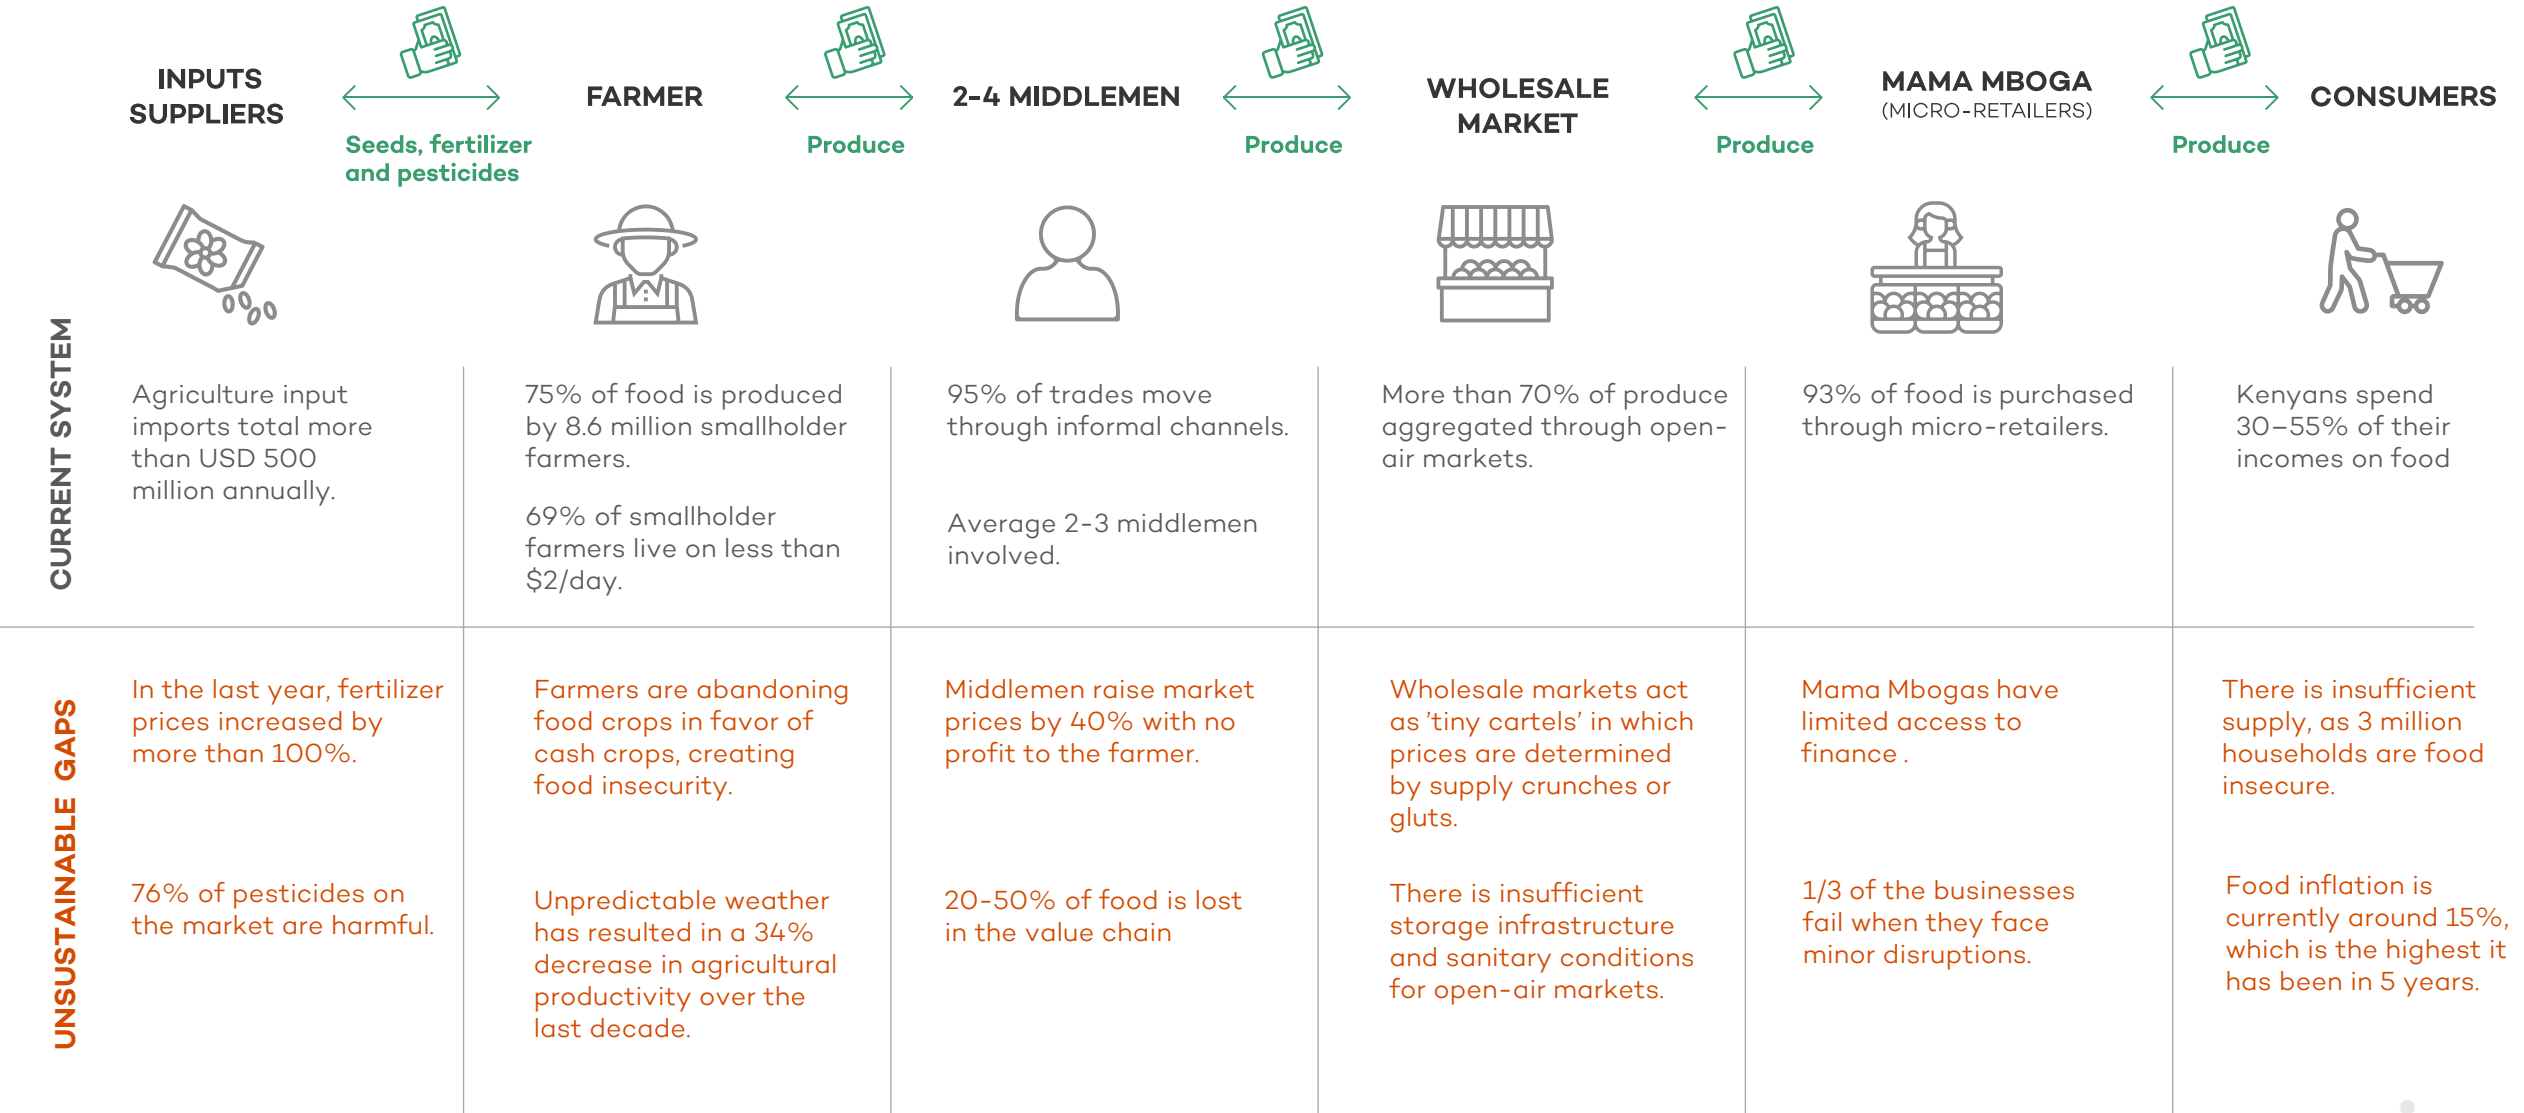 INPUTS
SUPPLIERS
Seeds, fertilizer
and pesticides
FARMER
Produce
2-4 MIDDLEMEN
Produce
WHOLESALE
MARKET
Produce
MAMA MBOGA
(MICRO-RETAILERS)
Produce
CONSUMERS
CURRENT SYSTEM
Agriculture input
imports total more
than USD 500
million annually.
75% of food is produced
by 8.6 million smallholder
farmers.
69% of smallholder
farmers live on less than
$2/day.
95% of trades move
through informal channels.
Average 2-3 middlemen
involved.
More than 70% of produce
aggregated through open-
air markets.
93% of food is purchased
through micro-retailers.
Kenyans spend
30–55% of their
incomes on food
UNSUSTAINABLE GAPS
In the last year, fertilizer
prices increased by
more than 100%.
76% of pesticides on
the market are harmful.
Farmers are abandoning
food crops in favor of
cash crops, creating
food insecurity.
Unpredictable weather
has resulted in a 34%
decrease in agricultural
productivity over the
last decade.
Middlemen raise market
prices by 40% with no
profit to the farmer.
20-50% of food is lost
in the value chain
Wholesale markets act
as ’tiny cartels’ in which
prices are determined
by supply crunches or
gluts.
There is insufficient
storage infrastructure
and sanitary conditions
for open-air markets.
Mama Mbogas have
limited access to
finance .
1/3 of the businesses
fail when they face
minor disruptions.
There is insufficient
supply, as 3 million
households are food
insecure.
Food inflation is
currently around 15%,
which is the highest it
has been in 5 years.